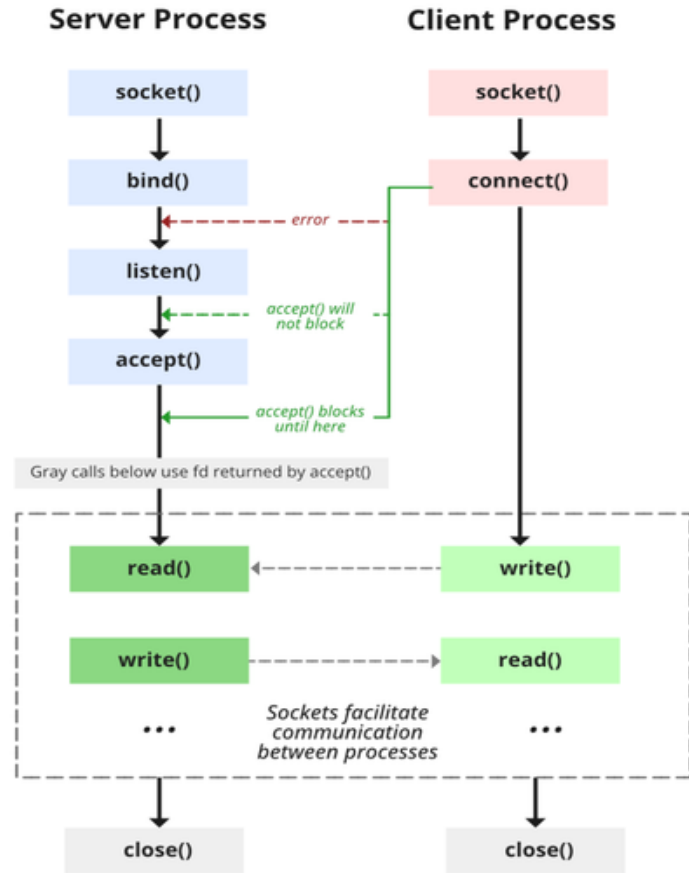 Server Process
Client Process
socket()
socket()
bind()
connect()
error
listen()
accept() will
not block
accept()
accept() blocks
until here
Gray calls below use fd returned by accept()
read()
write()
write()
read()
...
Sockets facilitate
communication
between processes
...
close()
close()